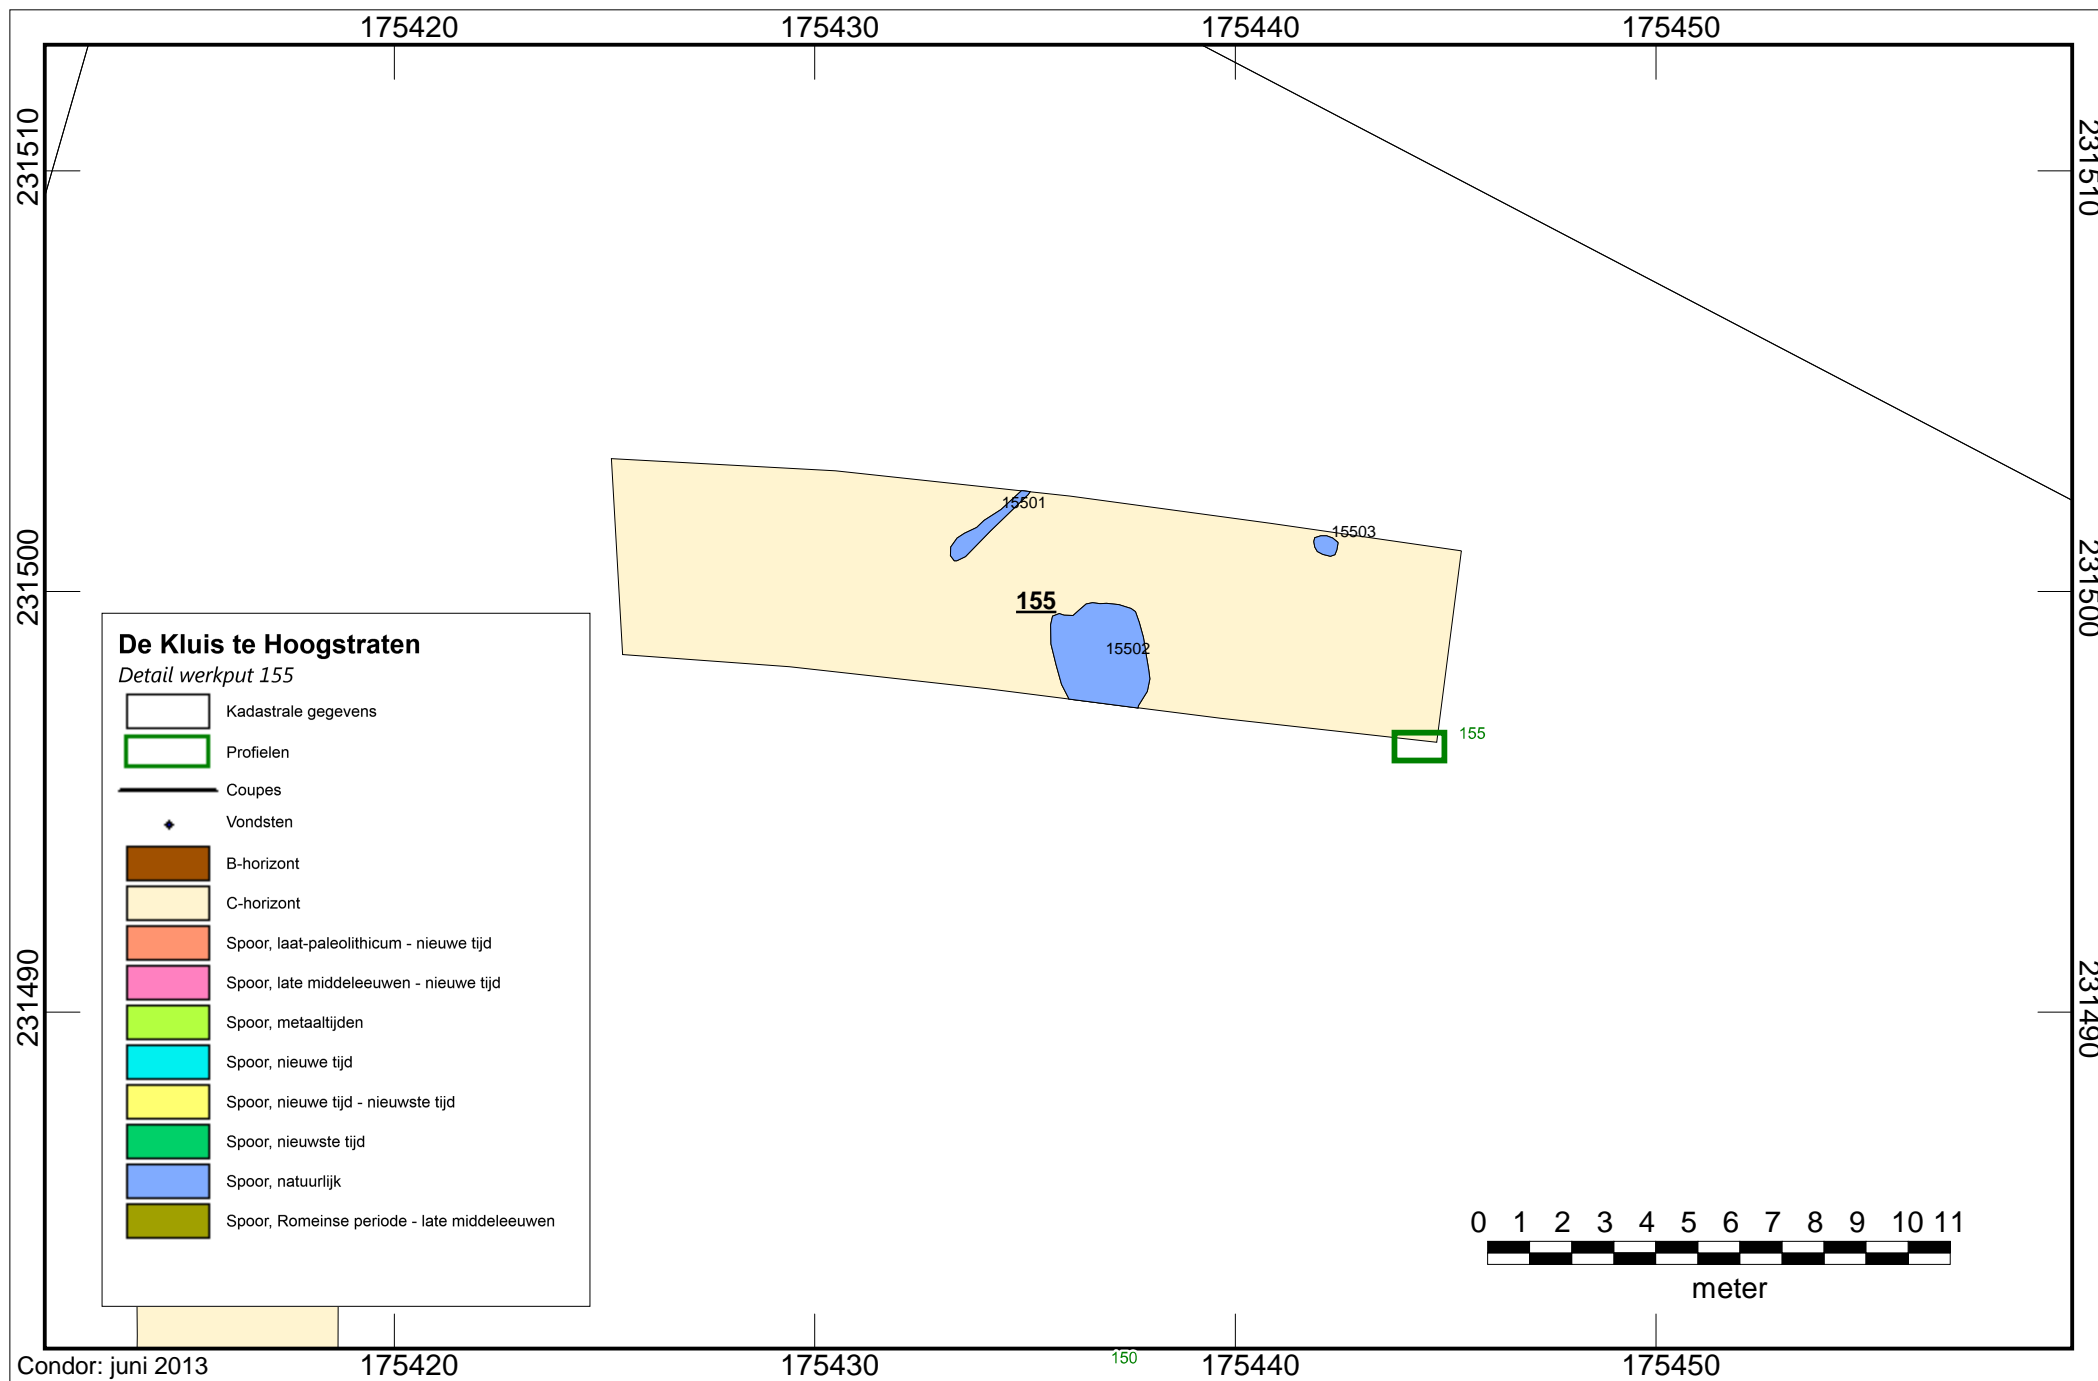 175420 175430 175440 175450
231510 231510
15501
15503
231500 231500
155
15502
155
De Kluis te Hoogstraten
Detail werkput 155
Kadastrale gegevens
Profielen
Coupes
Vondsten
B-horizont
C-horizont
Spoor, laat-paleolithicum - nieuwe tijd
Spoor, late middeleeuwen - nieuwe tijd
Spoor, metaaltijden
Spoor, nieuwe tijd
Spoor, nieuwe tijd - nieuwste tijd
Spoor, nieuwste tijd
Spoor, natuurlijk
Spoor, Romeinse periode - late middeleeuwen
231490 231490
0 1 2 3 4 5 6 7 8 9 10 11
meter
Condor: juni 2013
175420 175430 150 175440 175450